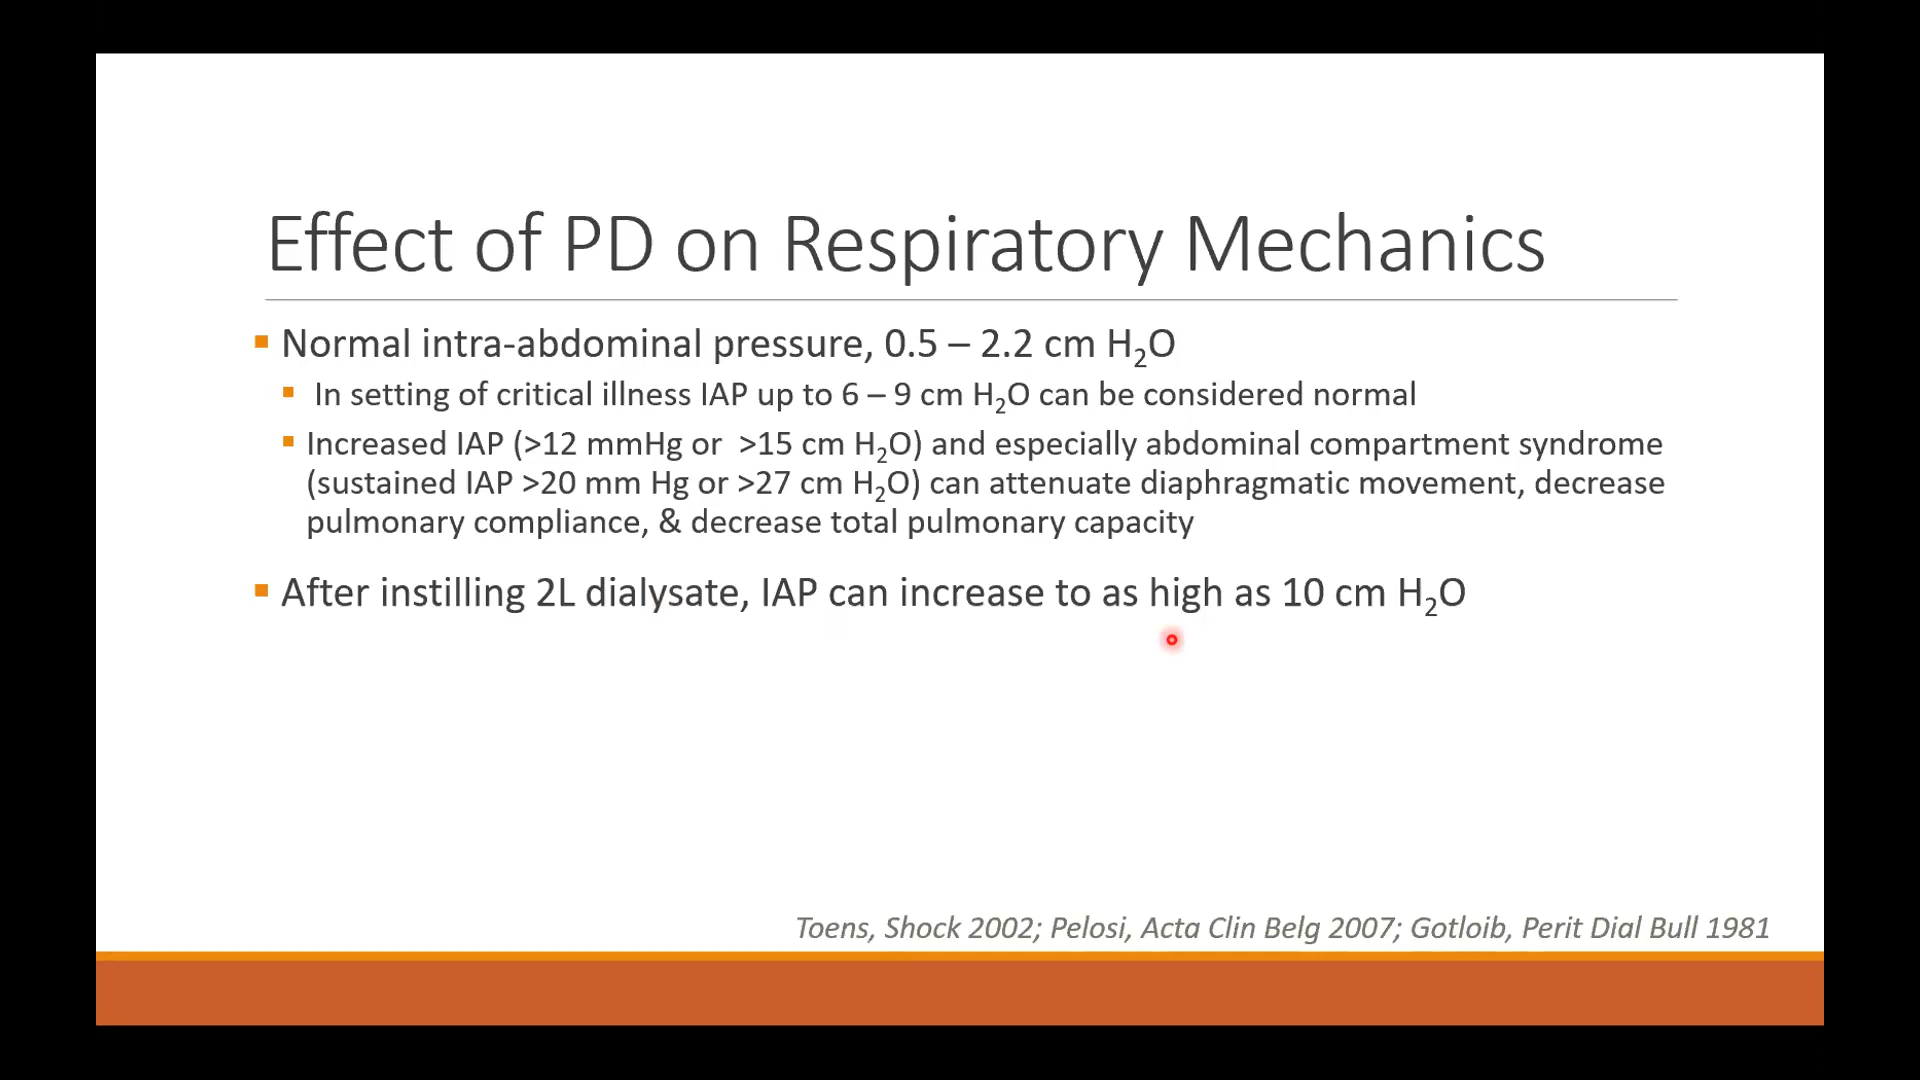 Effect of PD on Respiratory Mechanics
Normal intra-abdominal pressure, 0.5 – 2.2 cm H₂O
In setting of critical illness IAP up to 6 – 9 cm H₂O can be considered normal
Increased IAP (>12 mmHg or >15 cm H₂O) and especially abdominal compartment syndrome
(sustained IAP >20 mm Hg or >27 cm H₂O) can attenuate diaphragmatic movement, decrease
pulmonary compliance, & decrease total pulmonary capacity
After instilling 2L dialysate, IAP can increase to as high as 10 cm H₂O
Toens, Shock 2002; Pelosi, Acta Clin Belg 2007; Gotloib, Perit Dial Bull 1981